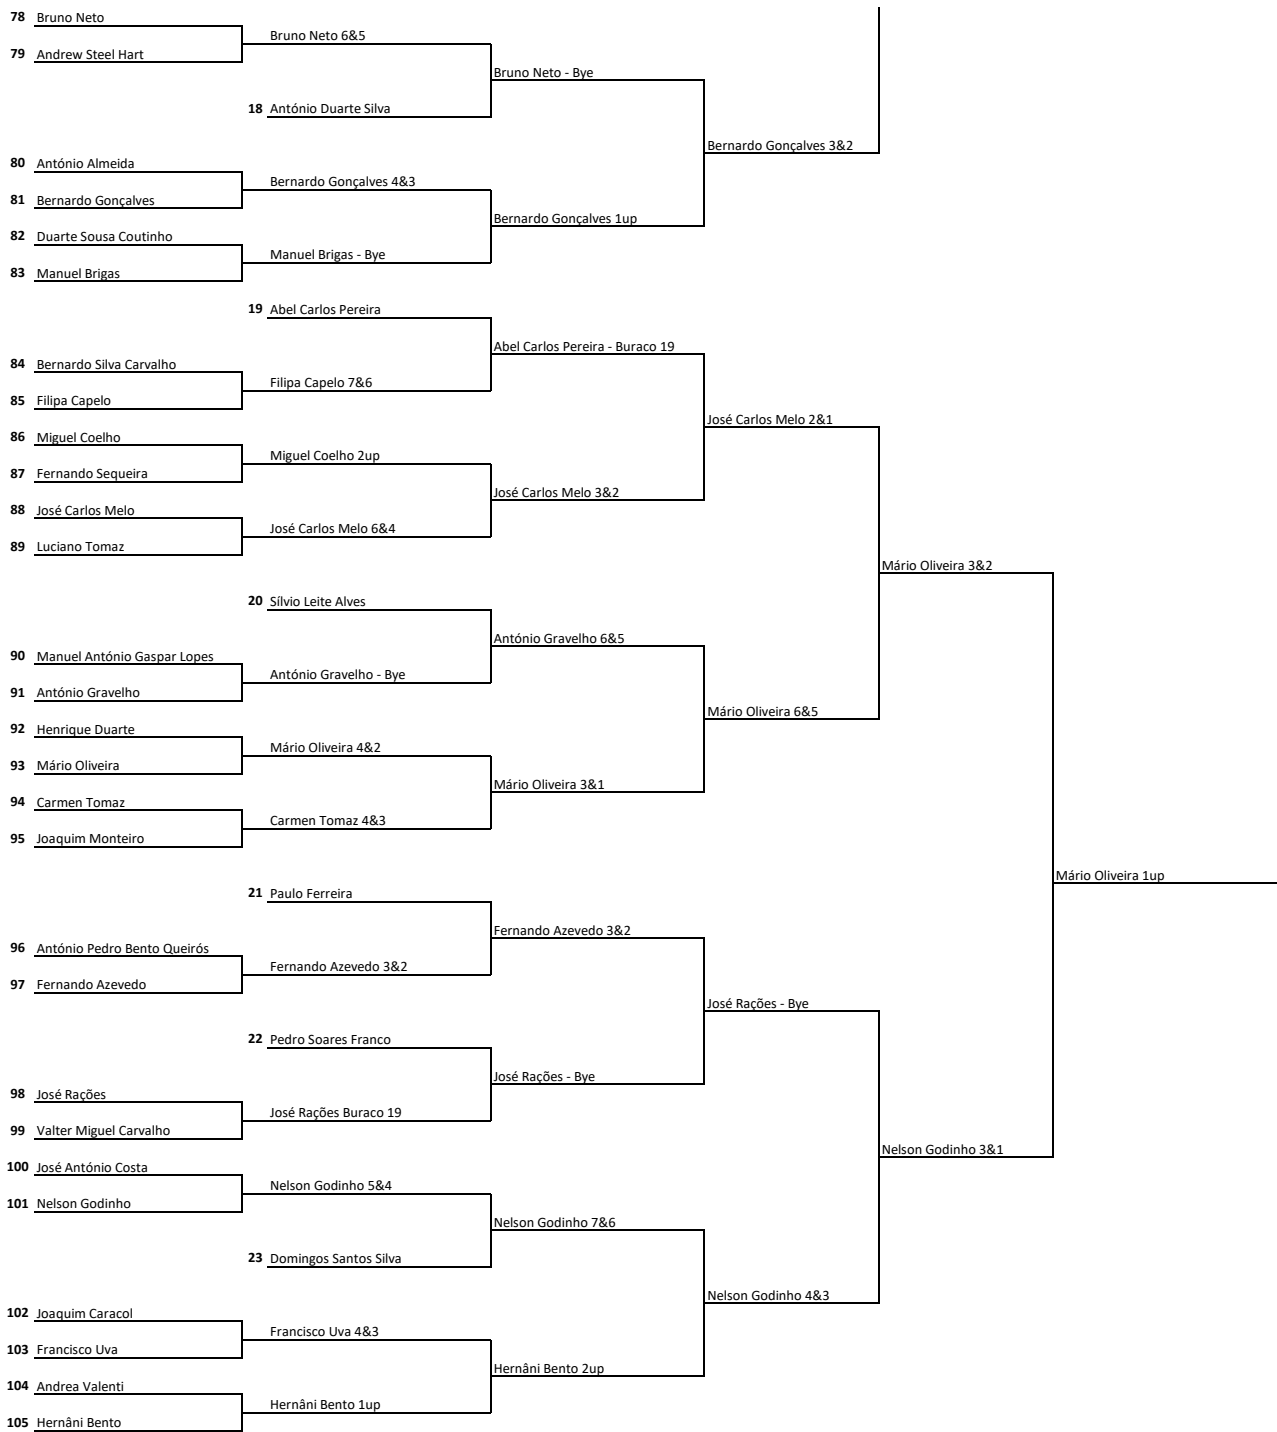 78 Bruno Neto
Bruno Neto 6&5
79 Andrew Steel Hart
Bruno Neto - Bye
18 António Duarte Silva
Bernardo Gonçalves 3&2
80 António Almeida
Bernardo Gonçalves 4&3
81 Bernardo Gonçalves
Bernardo Gonçalves 1up
82 Duarte Sousa Coutinho
Manuel Brigas - Bye
83 Manuel Brigas
19 Abel Carlos Pereira
Abel Carlos Pereira - Buraco 19
84 Bernardo Silva Carvalho
Filipa Capelo 7&6
85 Filipa Capelo
José Carlos Melo 2&1
86 Miguel Coelho
Miguel Coelho 2up
87 Fernando Sequeira
José Carlos Melo 3&2
88 José Carlos Melo
José Carlos Melo 6&4
89 Luciano Tomaz
Mário Oliveira 3&2
20 Sílvio Leite Alves
António Gravelho 6&5
90 Manuel António Gaspar Lopes
António Gravelho - Bye
91 António Gravelho
Mário Oliveira 6&5
92 Henrique Duarte
Mário Oliveira 4&2
93 Mário Oliveira
Mário Oliveira 3&1
94 Carmen Tomaz
Carmen Tomaz 4&3
95 Joaquim Monteiro
Mário Oliveira 1up
21 Paulo Ferreira
Fernando Azevedo 3&2
96 António Pedro Bento Queirós
Fernando Azevedo 3&2
97 Fernando Azevedo
José Rações - Bye
22 Pedro Soares Franco
José Rações - Bye
98 José Rações
José Rações Buraco 19
99 Valter Miguel Carvalho
Nelson Godinho 3&1
100 José António Costa
Nelson Godinho 5&4
101 Nelson Godinho
Nelson Godinho 7&6
23 Domingos Santos Silva
Nelson Godinho 4&3
102 Joaquim Caracol
Francisco Uva 4&3
103 Francisco Uva
Hernâni Bento 2up
104 Andrea Valenti
Hernâni Bento 1up
105 Hernâni Bento